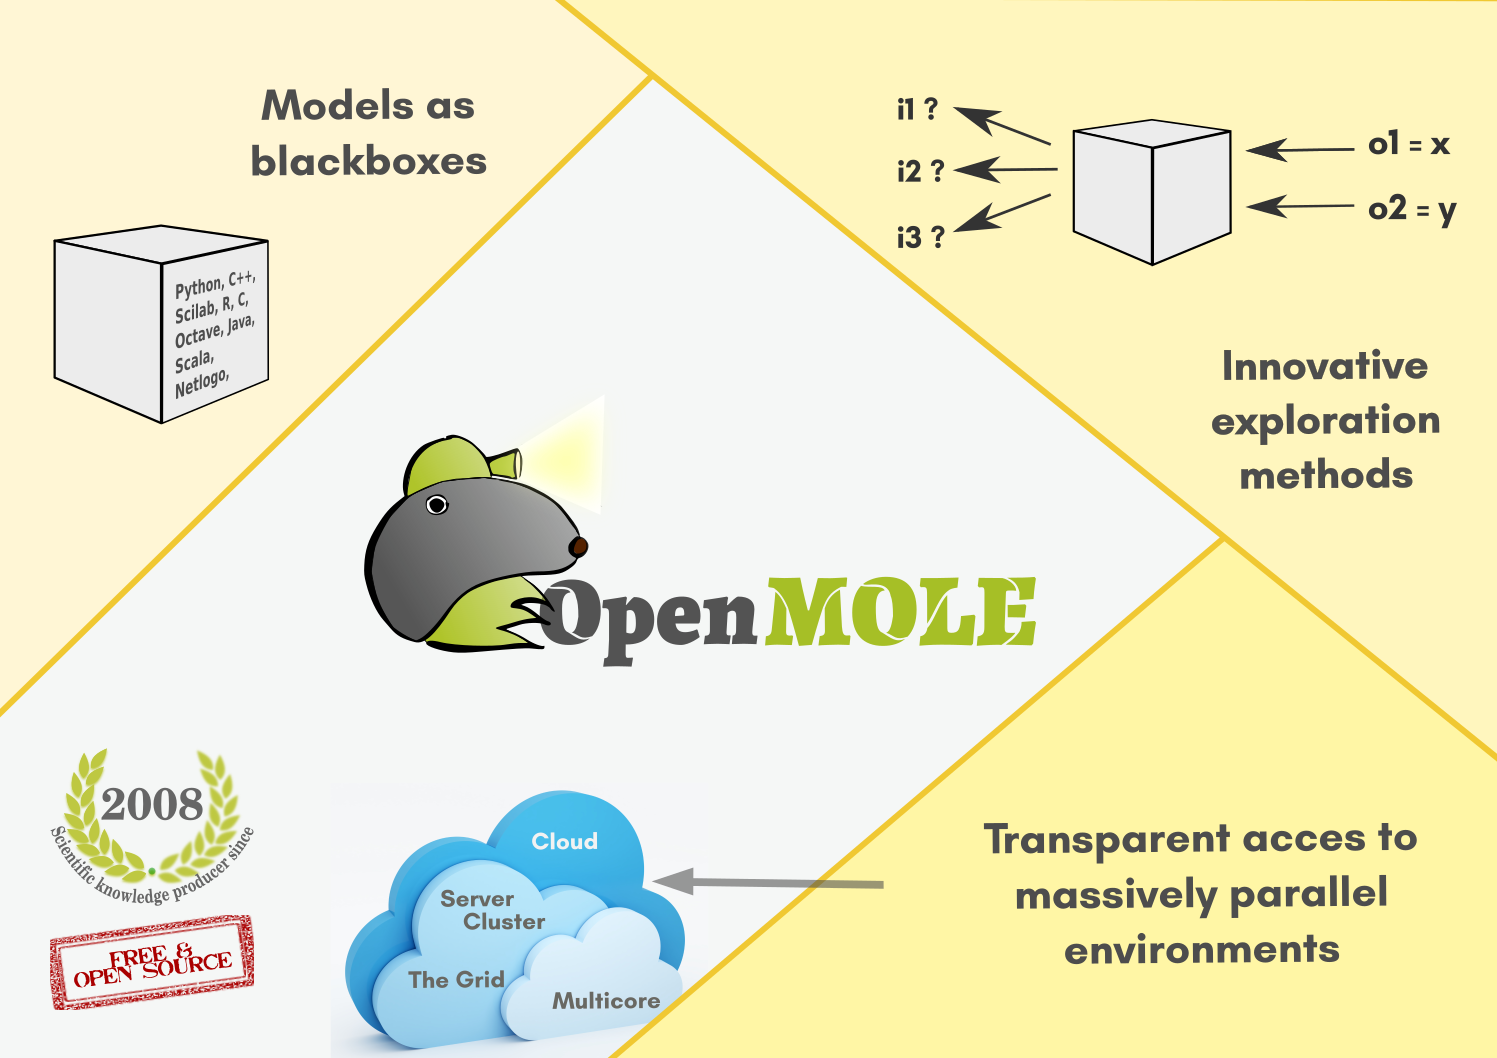 Models as
blackboxes
Python, C++,
Scilab, R, C,
Octave, Java,
Scala,
Netlogo,
i1 ?
i2 ?
i3 ?
o1 = x
o2 = y
Innovative
exploration
methods
OpenMOLE
2008
Scientific knowledge producer since
FREE &
OPEN SOURCE
Cloud
Server
Cluster
The Grid
Multicore
Transparent acces to
massively parallel
environments